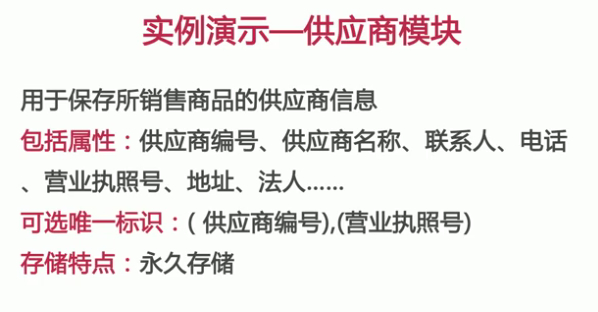 实例演示—供应商模块
用于保存所销售商品的供应商信息
包括属性：供应商编号、供应商名称、联系人、电话
、营业执照号、地址、法人……
可选唯一标识：( 供应商编号),(营业执照号)
存储特点：永久存储